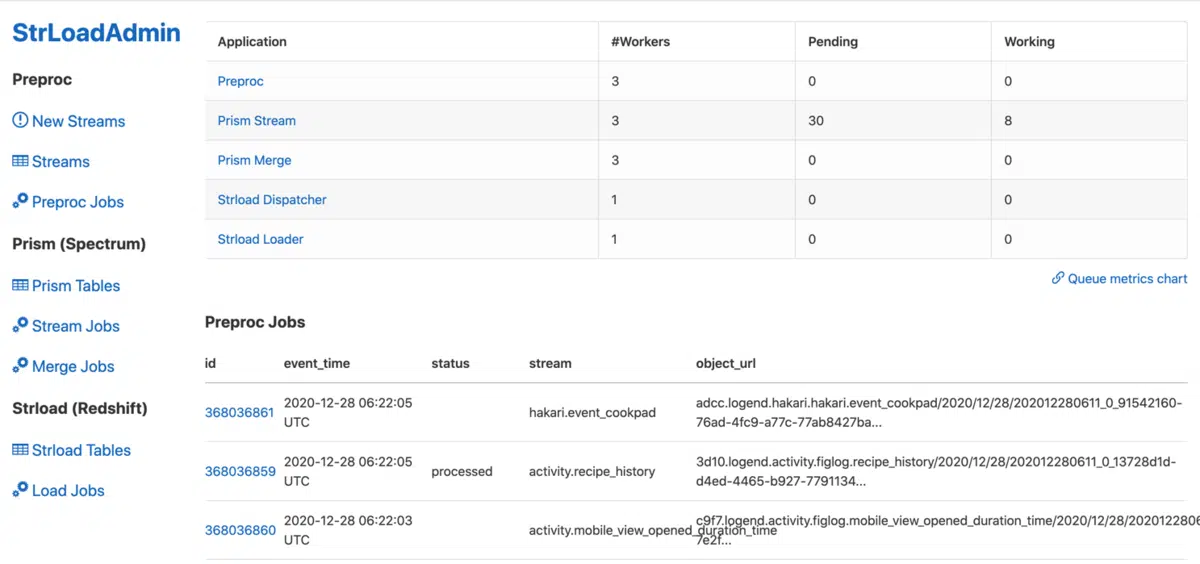 StrLoadAdmin
Preproc
New Streams
Streams
Preproc Jobs
Prism (Spectrum)
Prism Tables
Stream Jobs
Merge Jobs
Strload (Redshift)
Strload Tables
Load Jobs
Application #Workers Pending Working
Preproc 3 0 0
Prism Stream 3 30 8
Prism Merge 3 0 0
Strload Dispatcher 1 0 0
Strload Loader 1 0 0
Queue metrics chart
Preproc Jobs
id event_time status stream object_url
368036861 2020-12-28 06:22:05 hakari.event_cookpad adcc.logend.hakari.hakari.event_cookpad/2020/12/28/202012280611_0_91542160-
UTC 76ad-4fc9-a77c-77ab8427ba...
368036859 2020-12-28 06:22:05 processed activity.recipe_history 3d10.logend.activity.figlog.recipe_history/2020/12/28/202012280611_0_13728d1d-
UTC d4ed-4465-b927-7791134...
368036860 2020-12-28 06:22:03 activity.mobile_view_opened_duration_time c9f7.logend.activity.figlog.mobile_view_opened_duration_time/2020/12/28/2020122806
UTC 7e2f...